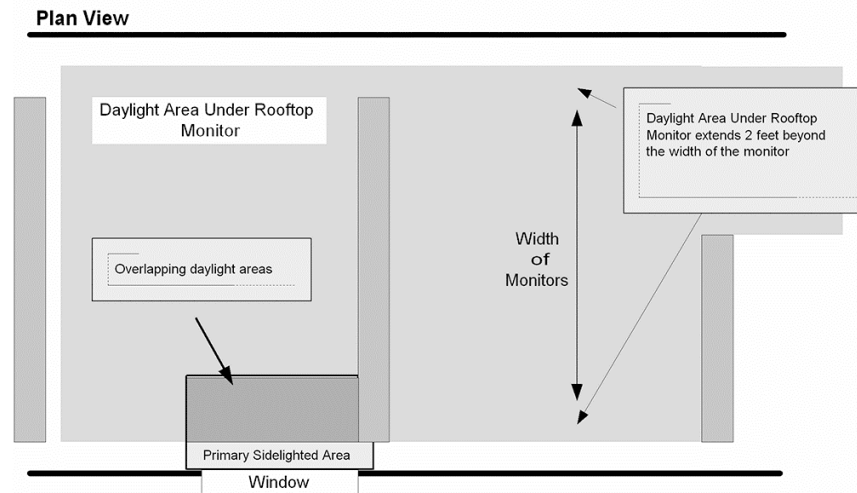 Plan View
Daylight Area Under Rooftop
Monitor
Daylight Area Under Rooftop
Monitor extends 2 feet beyond
the width of the monitor
Width
of
Monitors
Overlapping daylight areas
Primary Sidelighted Area
Window